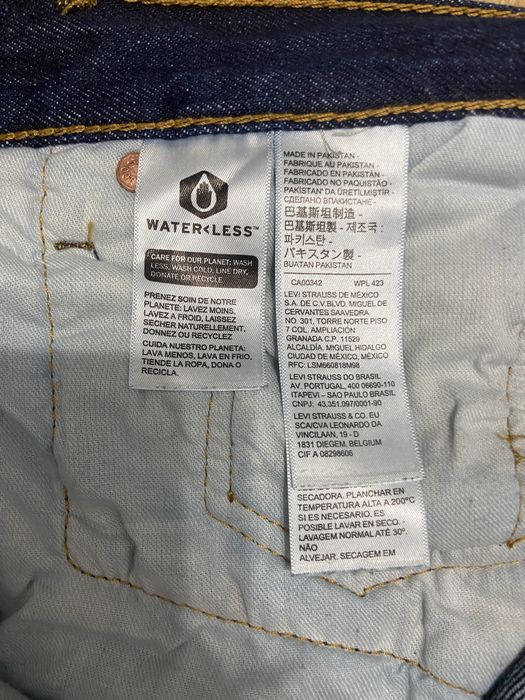 WATER<LESS™
CARE FOR OUR PLANET: WASH
LESS, WASH COLD, LINE DRY,
DONATE OR RECYCLE
PRENEZ SOIN DE NOTRE
PLANÈTE: LAVEZ MOINS,
LAVEZ A FROID, LAISSEZ
SECHER NATURELLEMENT,
DONNEZ OU RECYCLEZ
CUIDA NUESTRO PLANETA:
LAVA MENOS, LAVA EN FRIO,
TIENDE LA ROPA, DONA O
RECICLA.
MADE IN PAKISTAN -
FABRIQUE AU PAKISTAN -
FABRICADO EN PAKISTÁN -
FABRICADO NO PAQUISTÃO -
PAKISTAN' DA ÜRETİLMİŞTİR -
СДЕЛАНО ВПАКИСТАНЕ -
巴基斯坦制造 -
巴基斯坦製 - 제조국 :
파키스탄 -
パキスタン製 -
BUATAN PAKISTAN
CA00342 WPL 423
LEVI STRAUSS DE MÉXICO
S.A. DE C.V.BLVD. MIGUEL DE
CERVANTES SAAVEDRA
NO. 301, TORRE NORTE PISO
7 COL. AMPLIACIÓN
GRANADA C.P. 11529
ALCALDÍA. MIGUEL HIDALGO
CIUDAD DE MÉXICO, MÉXICO
RFC: LSM660818M98
LEVI STRAUSS DO BRASIL
AV. PORTUGAL, 400 06690-110
ITAPEVI - SAO PAULO BRASIL
CNPJ: 43.351.097/0001-90
LEVI STRAUSS & CO. EU
SCA/CVA LEONARDO DA
VINCILAAN, 19 - D
1831 DIEGEM, BELGIUM
CIF A 08298606
SECADORA. PLANCHAR EN
TEMPERATURA ALTA A 200ºC
SI ES NECESARIO. ES
POSIBLE LAVAR EN SECO. -
LAVAGEM NORMAL ATÉ 30º.
NÃO
ALVEJAR. SECAGEM EM